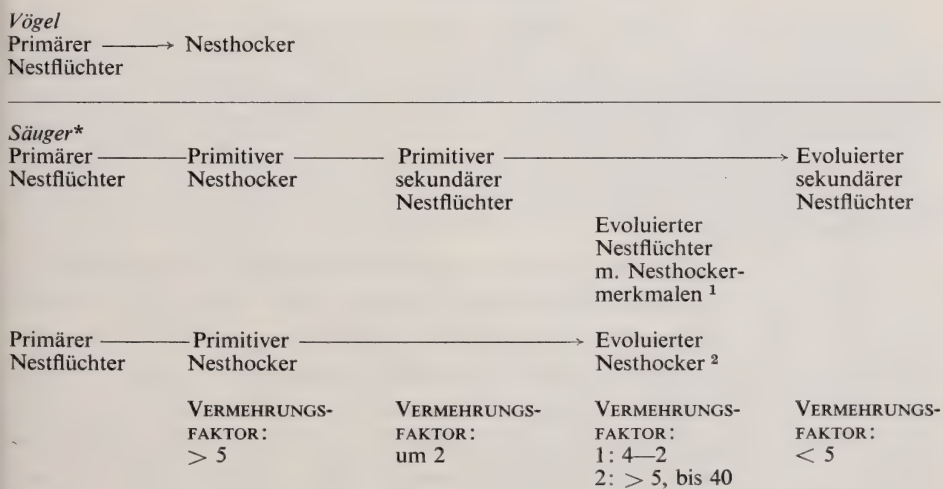 Vögel
Primärer → Nesthocker
Nestflüchter
Säuger*
Primärer Primitiver Primitiver → Evoluierter
Nestflüchter Nesthocker sekundärer sekundärer
Nestflüchter Nestflüchter
Evoluierter
Nestflüchter
m. Nesthocker-
merkmalen ¹
Primärer Primitiver → Evoluierter
Nestflüchter Nesthocker Nesthocker ²
VERMEHRUNGS- VERMEHRUNGS- VERMEHRUNGS- VERMEHRUNGS-
FAKTOR: FAKTOR: FAKTOR: FAKTOR:
> 5 um 2 1: 4—2 < 5
2: > 5, bis 40